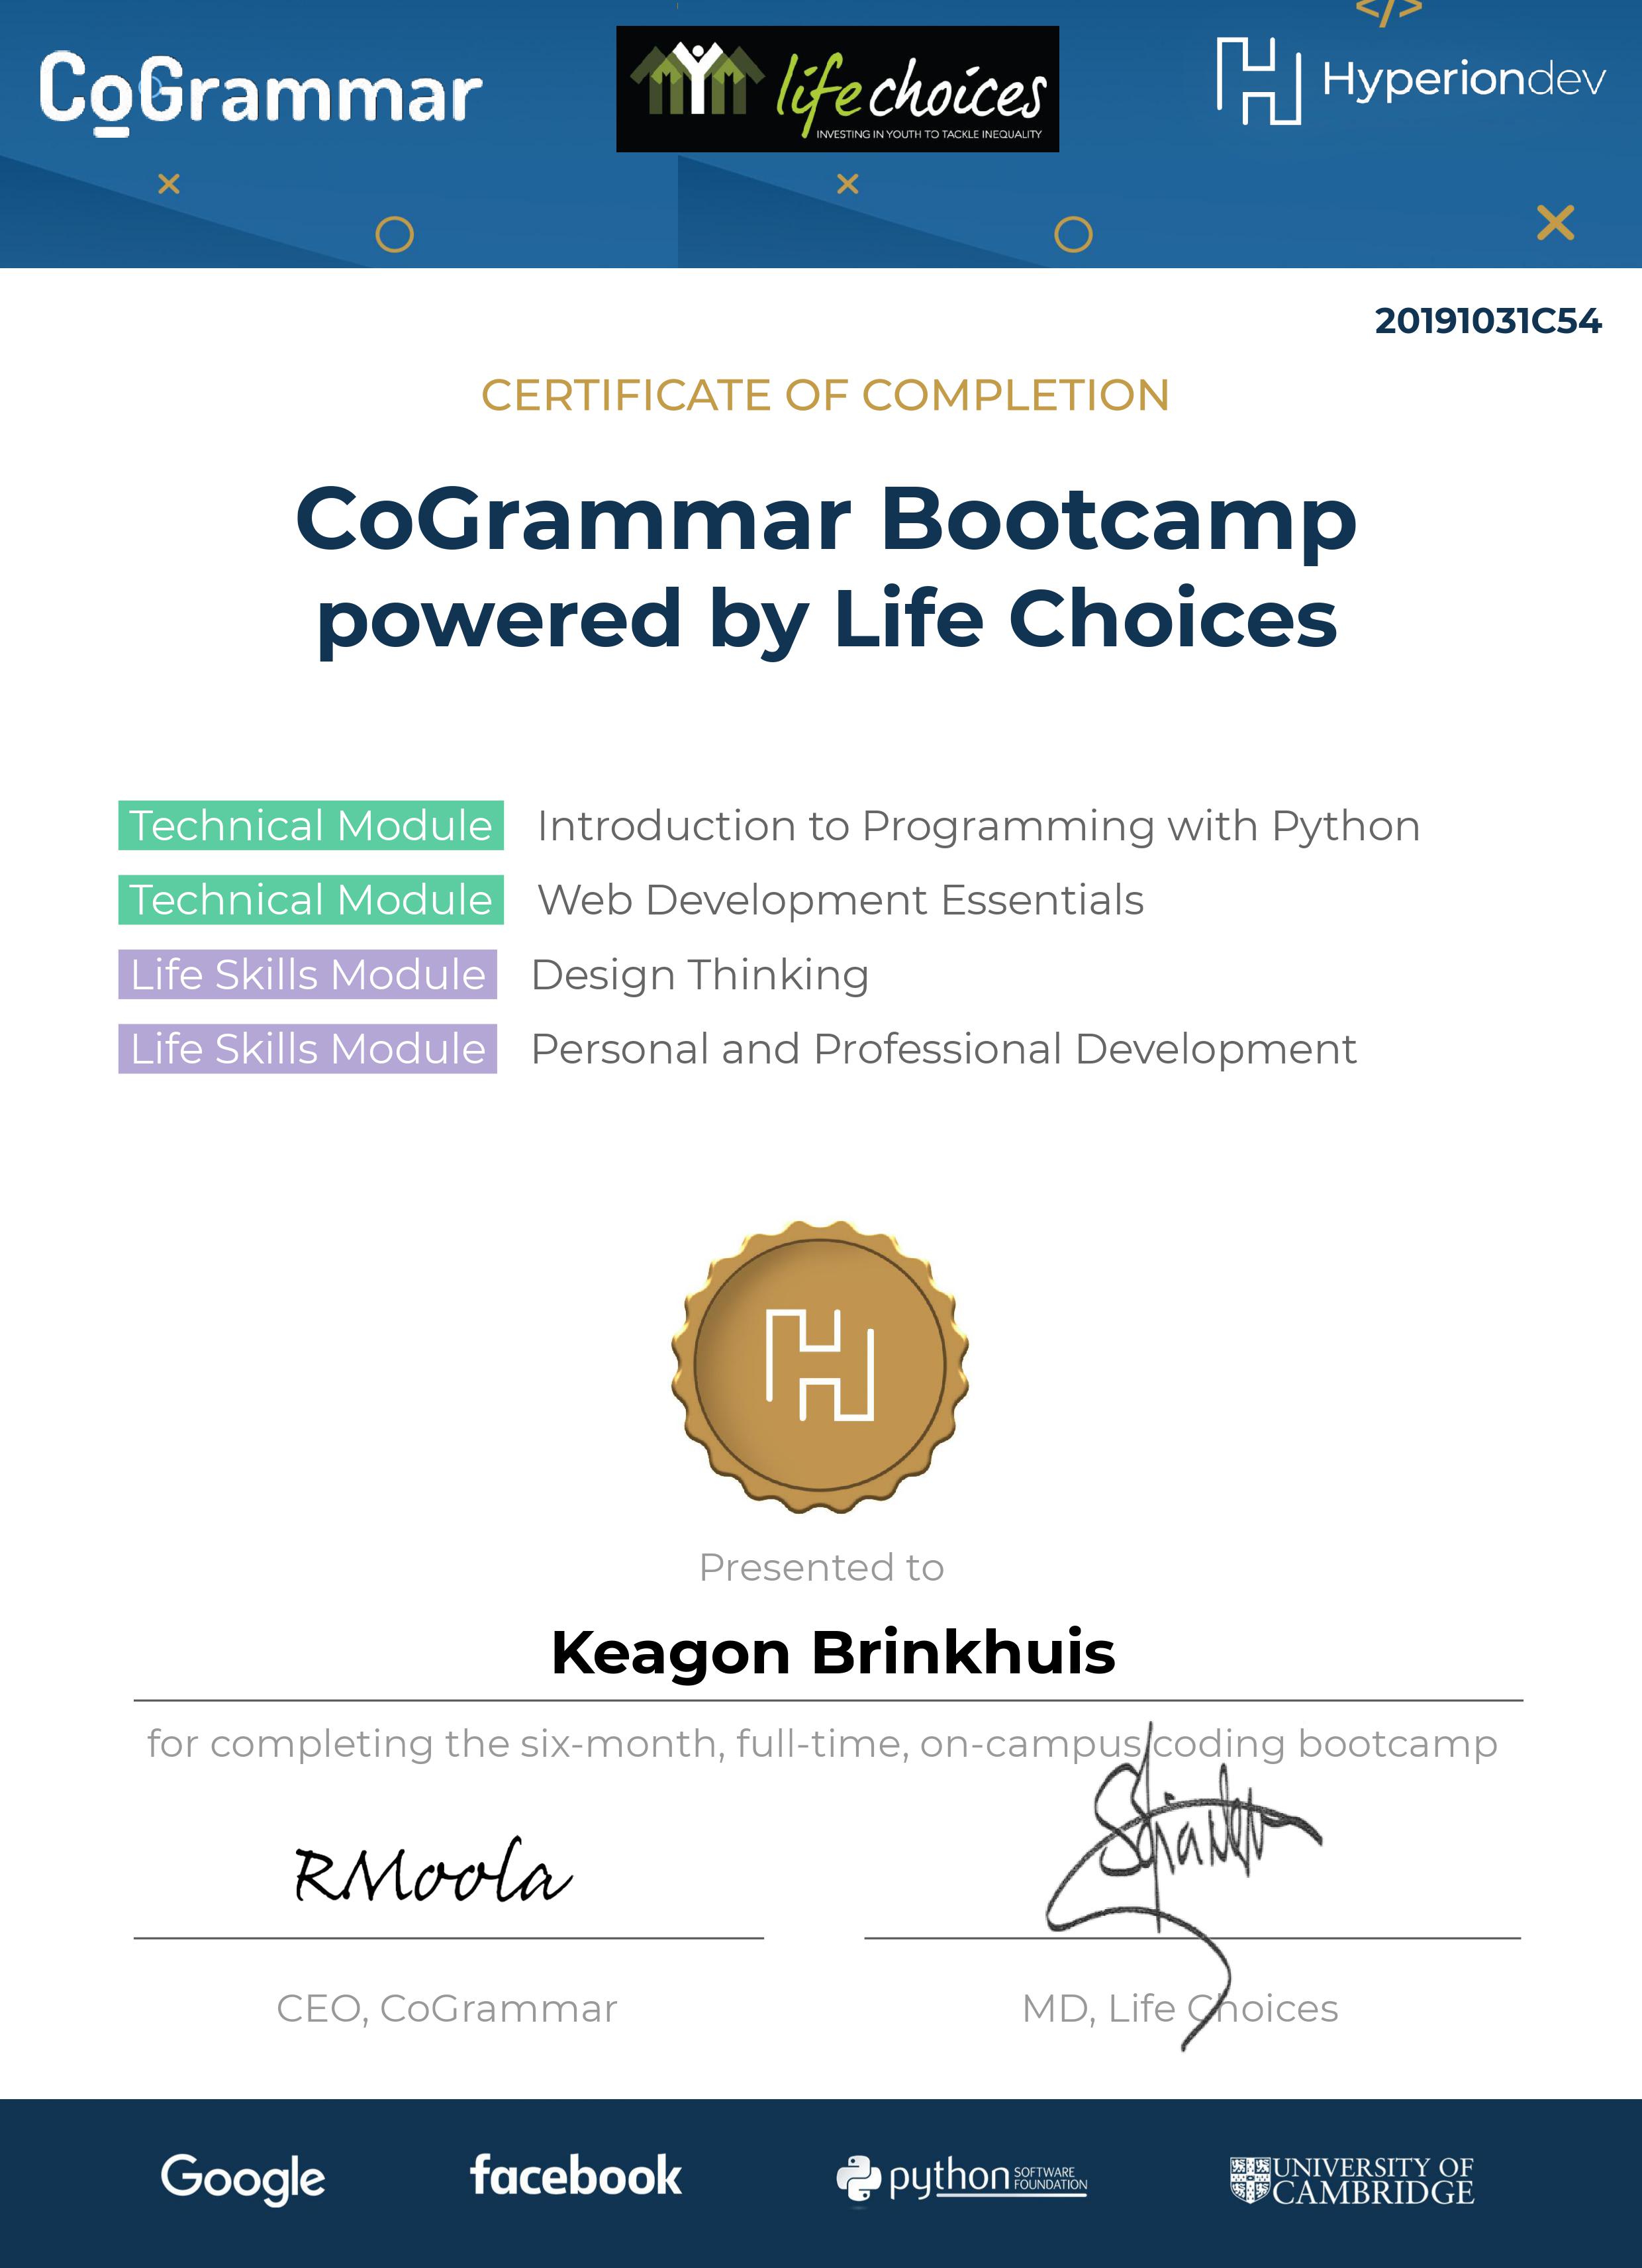 CoGrammar
life choices
INVESTING IN YOUTH TO TACKLE INEQUALITY
</>
Hyperiondev
20191031C54
CERTIFICATE OF COMPLETION
CoGrammar Bootcamp
powered by Life Choices
Technical Module Introduction to Programming with Python
Technical Module Web Development Essentials
Life Skills Module Design Thinking
Life Skills Module Personal and Professional Development
Presented to
Keagon Brinkhuis
for completing the six-month, full-time, on-campus coding bootcamp
RMoola
CEO, CoGrammar
MD, Life Choices
Google
facebook
python SOFTWARE
FOUNDATION
UNIVERSITY OF
CAMBRIDGE